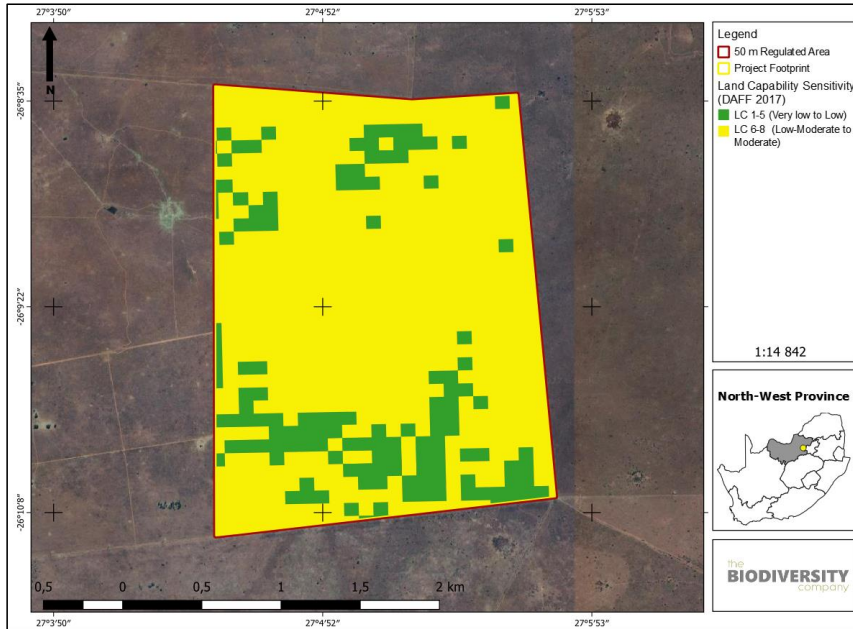 27°3'50"
27°4'52"
27°5'53"
N
-26°8'35"
-26°9'22"
-26°10'8"
0,5 0 0,5 1 1,5 2 km
27°3'50"
27°4'52"
27°5'53"
Legend
50 m Regulated Area
Project Footprint
Land Capability Sensitivity
(DAFF 2017)
LC 1-5 (Very low to Low)
LC 6-8 (Low-Moderate to
Moderate)
1:14 842
North-West Province
the
BIODIVERSITY
company